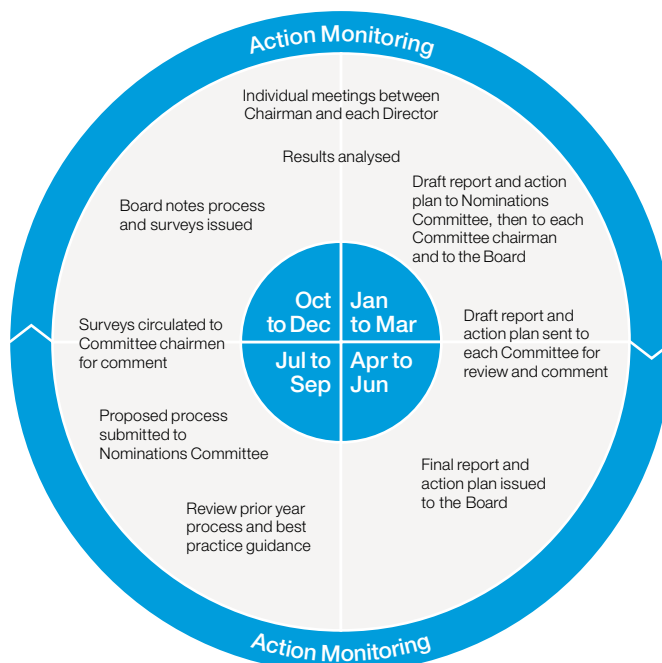 Action Monitoring
Individual meetings between
Chairman and each Director
Results analysed
Draft report and action
plan to Nominations
Committee, then to each
Committee chairman
and to the Board
Board notes process
and surveys issued
Oct
to Dec
Jan
to Mar
Surveys circulated to
Committee chairmen
for comment
Draft report and
action plan sent to
each Committee for
review and comment
Jul to
Sep
Apr to
Jun
Proposed process
submitted to
Nominations Committee
Final report and
action plan issued
to the Board
Review prior year
process and best
practice guidance
Action Monitoring